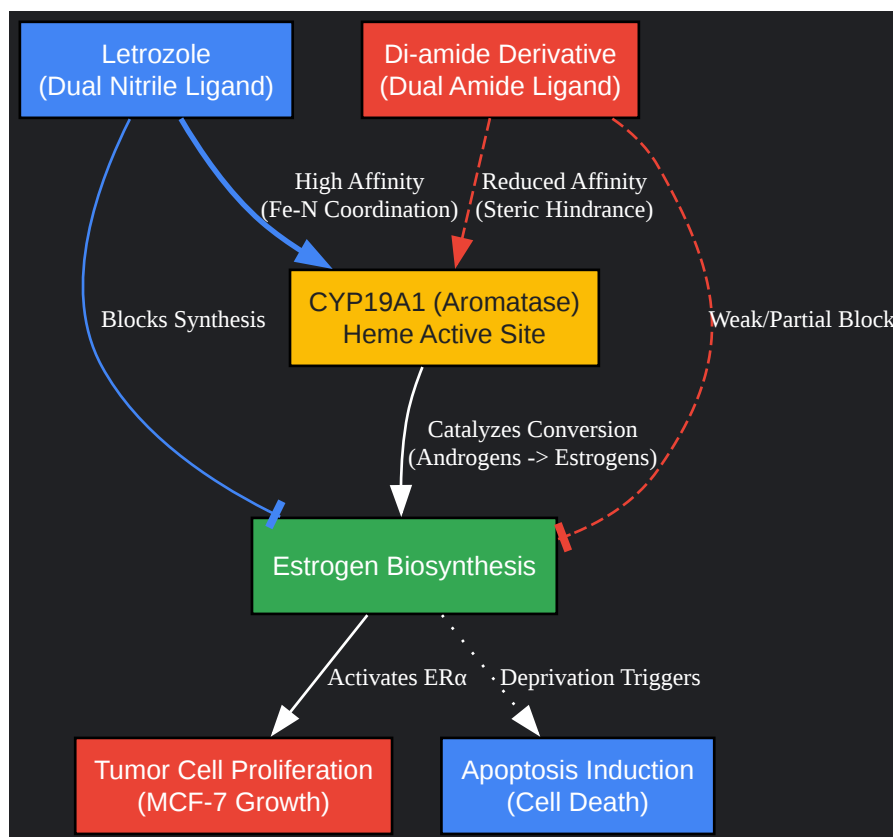 Letrozole
(Dual Nitrile Ligand)
Di-amide Derivative
(Dual Amide Ligand)
High Affinity
(Fe-N Coordination)
Reduced Affinity
(Steric Hindrance)
CYP19A1 (Aromatase)
Heme Active Site
Blocks Synthesis
Weak/Partial Block
Catalyzes Conversion
(Androgens -> Estrogens)
Estrogen Biosynthesis
Activates ERα
Deprivation Triggers
Tumor Cell Proliferation
(MCF-7 Growth)
Apoptosis Induction
(Cell Death)